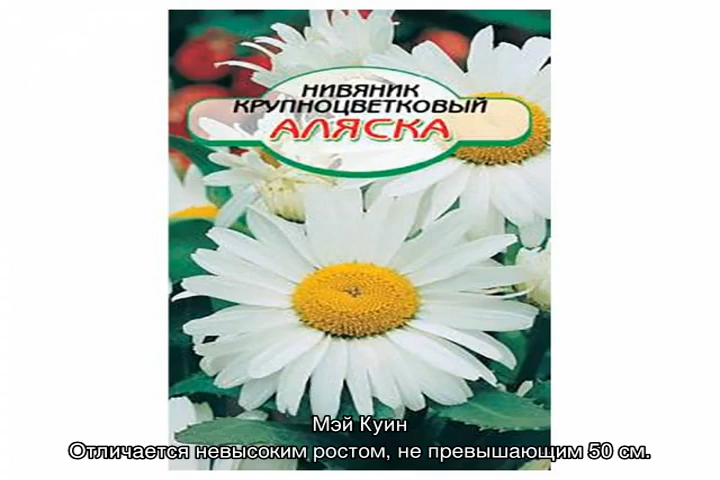 НИВЯНИК
КРУПНОЦВЕТКОВЫЙ
АЛЯСКА
Мэй Куин
Отличается невысоким ростом, не превышающим 50 см.